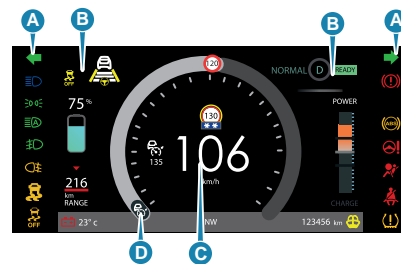 A B B A
120
NORMAL D READY
OFF
130
75 %
POWER
ABS
A
135
106
km/h
216
km
RANGE
CHARGE
OFF
23° c NW 123456 km
D C